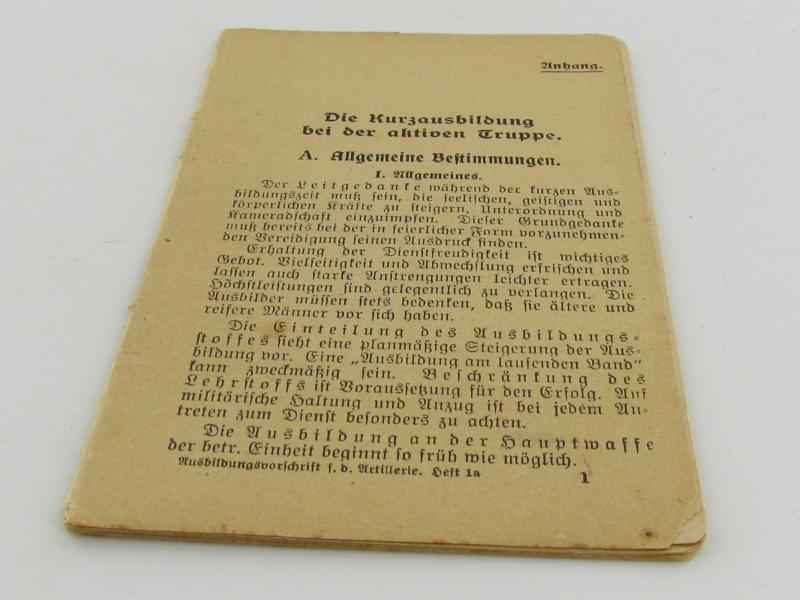 Anhang.
Die Kurzausbildung
bei der aktiven Truppe.
A. Allgemeine Bestimmungen.
I. Allgemeines.
Der Leitgedanke während der kurzen Aus-
bildungszeit muß sein, die seelischen, geistigen und
körperlichen Kräfte zu steigern, Unterordnung und
Kameradschaft einzuimpfen. Dieser Grundgedanke
muß bereits bei der in feierlicher Form vorzunehmen-
den Vereidigung seinen Ausdruck finden.
Erhaltung der Dienstfreudigkeit ist wichtiges
Gebot. Vielseitigkeit und Abwechslung erfrischen und
lassen auch starke Anstrengungen leichter ertragen.
Höchstleistungen sind gelegentlich zu verlangen. Die
Ausbilder müssen stets bedenken, daß sie ältere und
reifere Männer vor sich haben.
Die Einteilung des Ausbildungs-
stoffes sieht eine planmäßige Steigerung der Aus-
bildung vor. Eine „Ausbildung am laufenden Band"
kann zweckmäßig sein. Beschränkung des
Lehrstoffs ist Voraussetzung für den Erfolg. Auf
militärische Haltung und Anzug ist bei jedem An-
treten zum Dienst besonders zu achten.
Die Ausbildung an der Hauptwaffe
der betr. Einheit beginnt so früh wie möglich.
Ausbildungsvorschrift f. d. Artillerie. Heft 1a
1